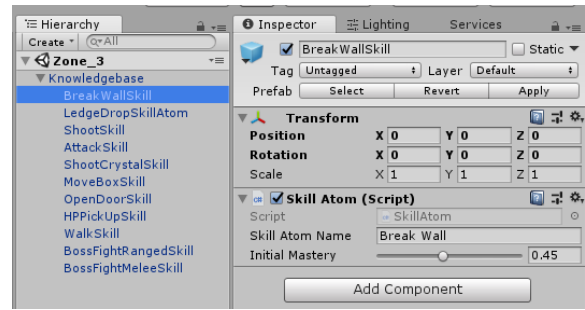 Hierarchy
Create
All
Zone_3
Knowledgebase
BreakWallSkill
LedgeDropSkillAtom
ShootSkill
AttackSkill
ShootCrystalSkill
MoveBoxSkill
OpenDoorSkill
HPPickUpSkill
WalkSkill
BossFightRangedSkill
BossFightMeleeSkill
Inspector Lighting Services
BreakWallSkill Static
Tag Untagged Layer Default
Prefab Select Revert Apply
Transform
Position X 0 Y 0 Z 0
Rotation X 0 Y 0 Z 0
Scale X 1 Y 1 Z 1
Skill Atom (Script)
Script SkillAtom
Skill Atom Name Break Wall
Initial Mastery 0.45
Add Component